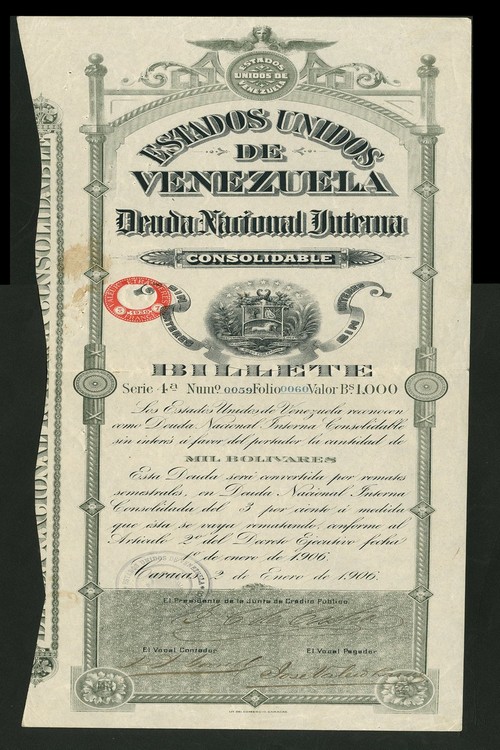 ESTADOS
UNIDOS DE
VENEZUELA
ESTADOS UNIDOS
DE
VENEZUELA
Deuda Nacional Interna
CONSOLIDABLE
BILLETE
Serie 4ª Numº 0059 Folio 0060 Valor Bs 1,000
Los Estados Unidos de Venezuela reconocen
como Deuda Nacional Interna Consolidable
sin interés á favor del portador la cantidad de
MIL BOLIVARES
Esta Deuda será convertida por remates
semestrales, en Deuda Nacional Interna
Consolidada del 3 por ciento á medida
que ésta se vaya rematando, conforme al
Artículo 2º del Decreto Ejecutivo fecha
1º de enero de 1906.
Caracas, 2 de Enero de 1906.
El Presidente de la Junta de Crédito Público.
El Vocal Contador
El Vocal Pagador